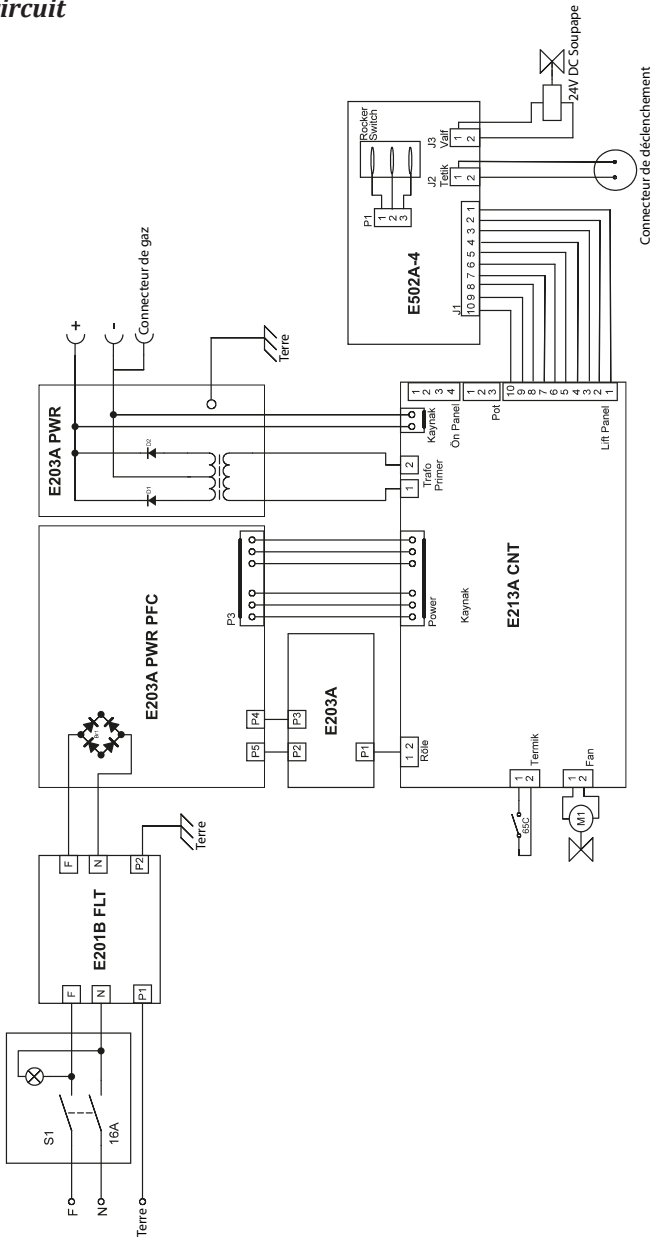 ircuit
F
N
Terre
S1
16A
F
N
P1
E201B FLT
F
N
P2
Terre
Br1
E203A PWR PFC
P5
P4
P3
E203A PWR
D1
D2
+
-
Connecteur de gaz
Terre
E203A
P2
P3
P1
E213A CNT
Röle
1 2
Power
Kaynak
Trafo
Primer
1
2
Kaynak
Ön Panel
1
2
3
4
Pot
1
2
3
Lift Panel
10
9
8
7
6
5
4
3
2
1
Termik
1
2
65C
Fan
1
2
M1
E502A-4
J1
10 9 8 7 6 5 4 3 2 1
P1
1
2
3
Rocker
Switch
J2
Tetik
1
2
J3
Valf
1
2
24V DC Soupape
Connecteur de déclenchement